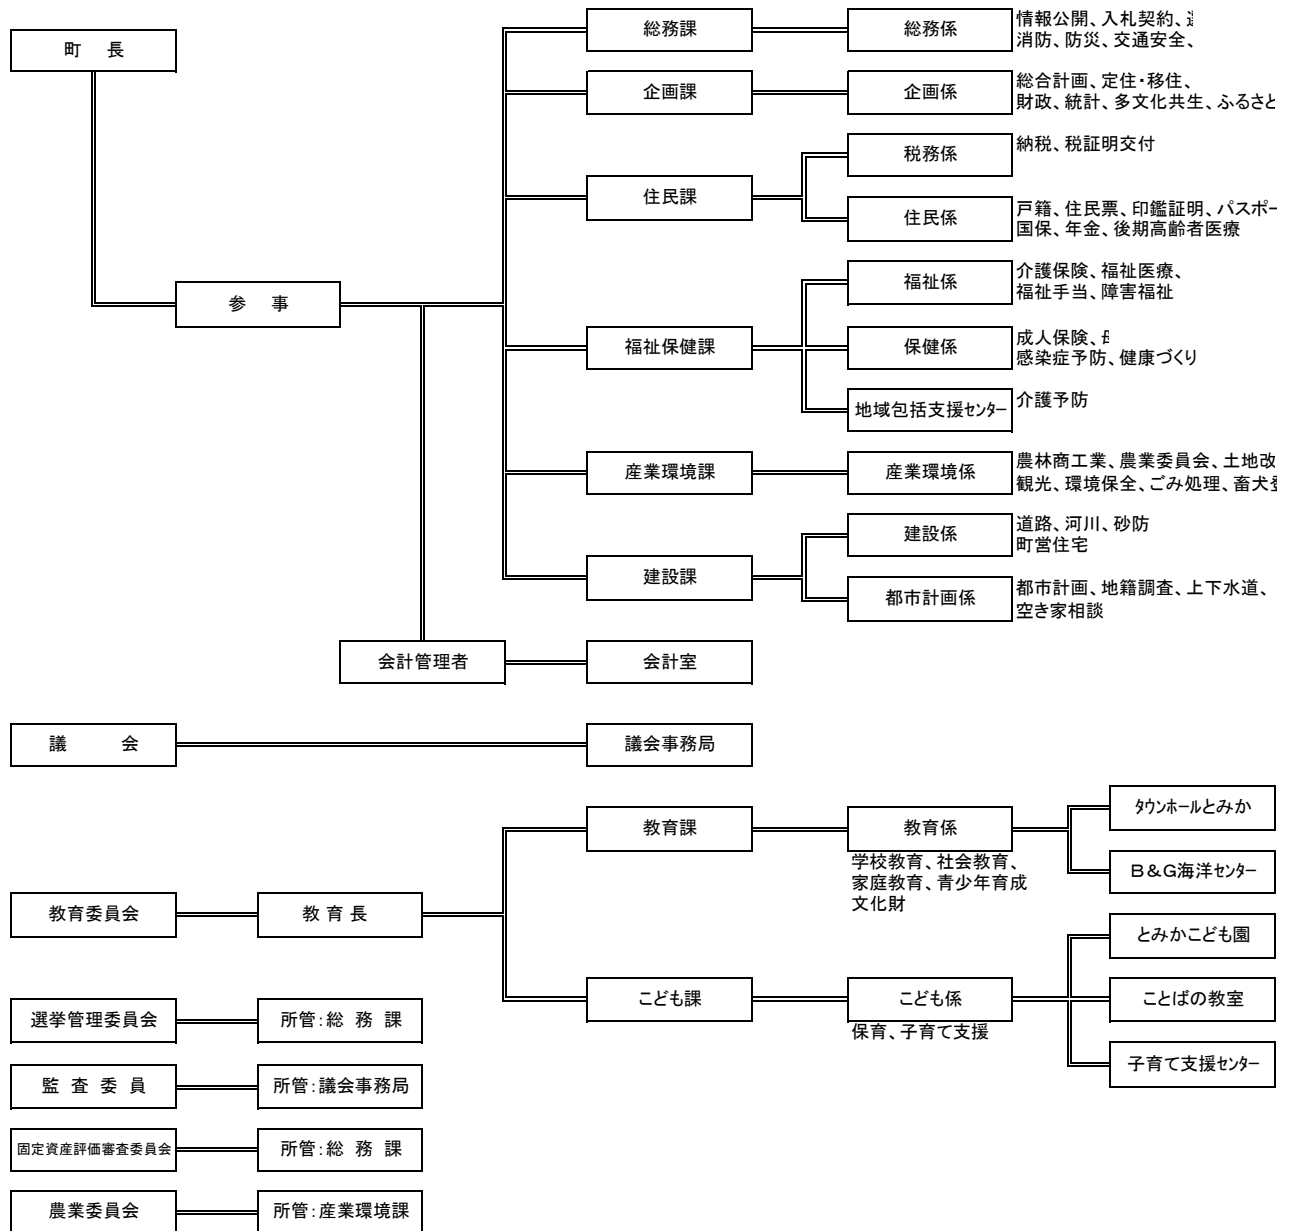 町 長
参 事
総務課
総務係
情報公開、入札契約、
消防、防災、交通安全、
企画課
企画係
総合計画、定住・移住、
財政、統計、多文化共生、ふるさと
住民課
税務係
納税、税証明交付
住民係
戸籍、住民票、印鑑証明、パスポー
国保、年金、後期高齢者医療
福祉保健課
福祉係
介護保険、福祉医療、
福祉手当、障害福祉
保健係
成人保険、
感染症予防、健康づくり
地域包括支援センター
介護予防
産業環境課
産業環境係
農林商工業、農業委員会、土地改
観光、環境保全、ごみ処理、畜犬
建設課
建設係
道路、河川、砂防
町営住宅
都市計画係
都市計画、地籍調査、上下水道、
空き家相談
会計管理者
会計室
議 会
議会事務局
教育委員会
教 育 長
教育課
教育係
学校教育、社会教育、
家庭教育、青少年育成
文化財
タウンホールとみか
B&G海洋センター
こども課
こども係
保育、子育て支援
とみかこども園
ことばの教室
子育て支援センター
選挙管理委員会
所管:総 務 課
監 査 委 員
所管:議会事務局
固定資産評価審査委員会
所管:総 務 課
農業委員会
所管:産業環境課